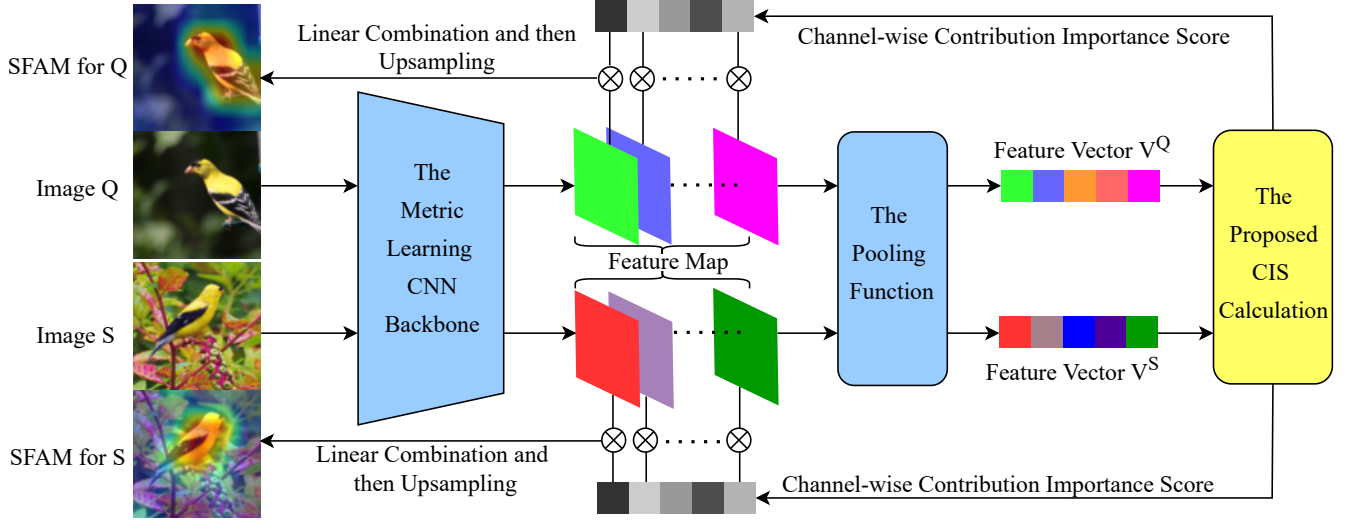 SFAM for Q
Linear Combination and then
Upsampling
Channel-wise Contribution Importance Score
Image Q
The
Metric
Learning
CNN
Backbone
Feature Map
The
Pooling
Function
Feature Vector V^Q
The
Proposed
CIS
Calculation
Image S
Feature Vector V^S
SFAM for S
Linear Combination and
then Upsampling
Channel-wise Contribution Importance Score